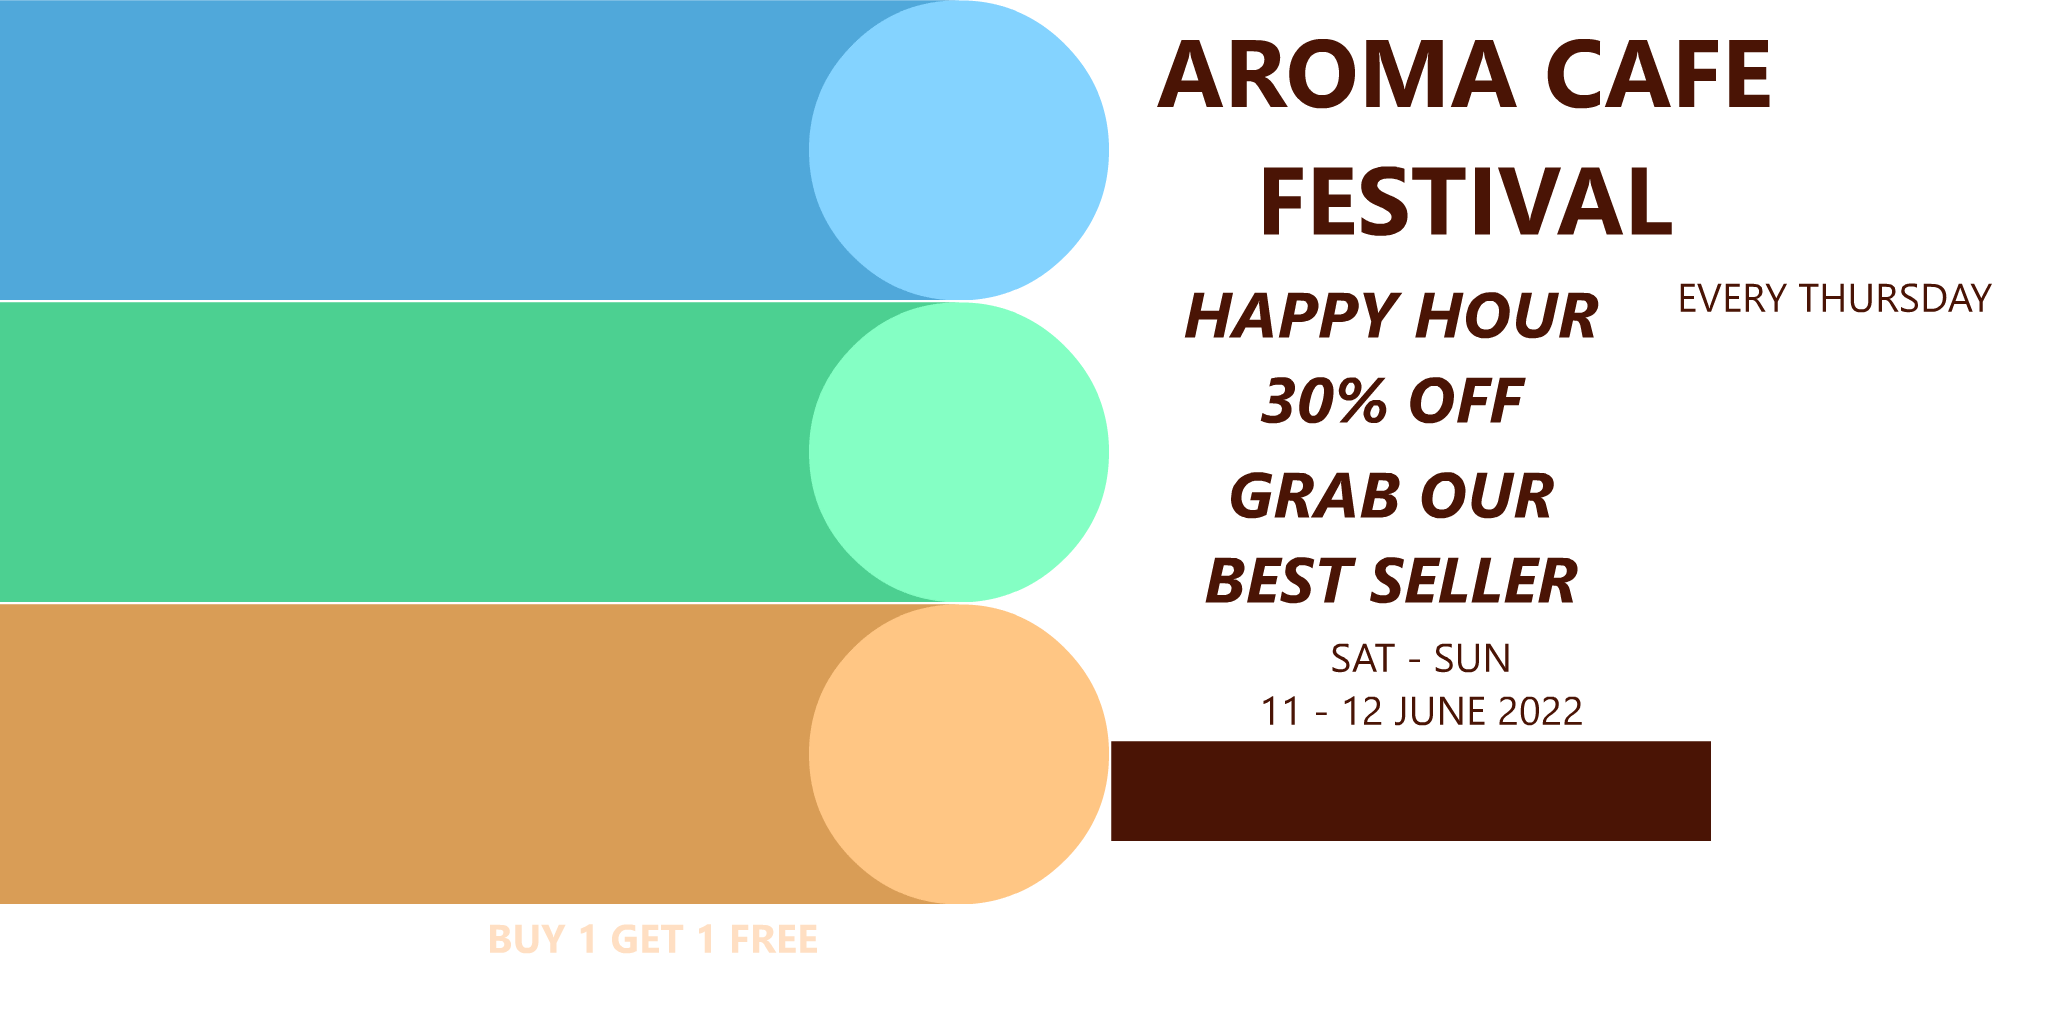 AROMA CAFE
FESTIVAL
EVERY THURSDAY
HAPPY HOUR
30% OFF
GRAB OUR
BEST SELLER
SAT - SUN
11 - 12 JUNE 2022
BUY 1 GET 1 FREE